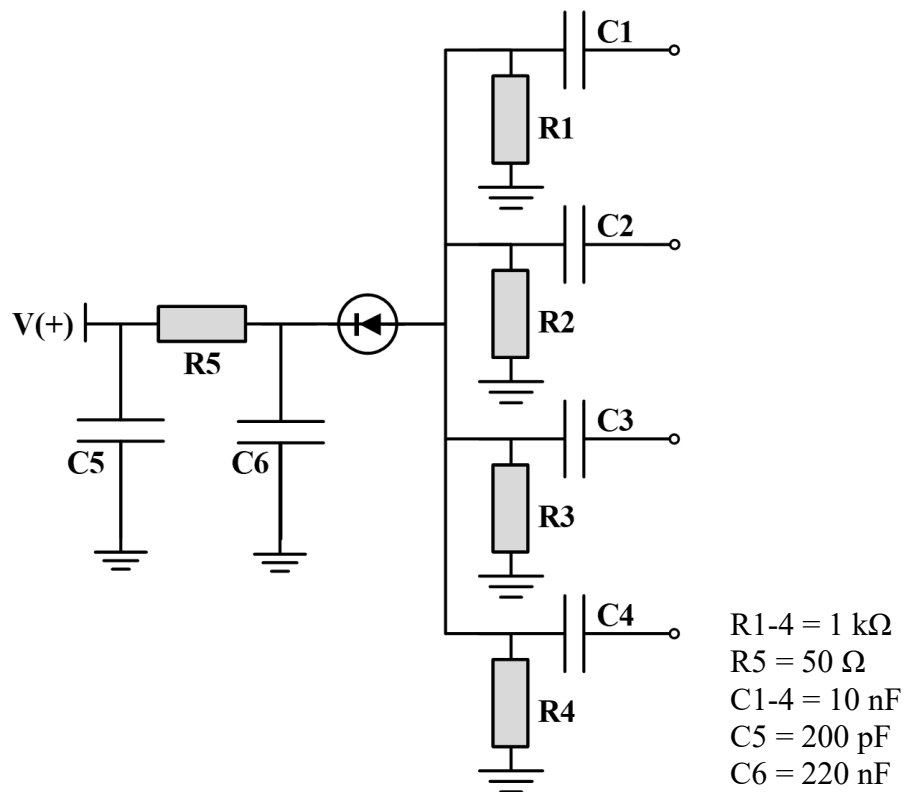 C1
R1
C2
R2
V(+)
R5
C5
C6
C3
R3
C4
R4
R1-4 = 1 kΩ
R5 = 50 Ω
C1-4 = 10 nF
C5 = 200 pF
C6 = 220 nF